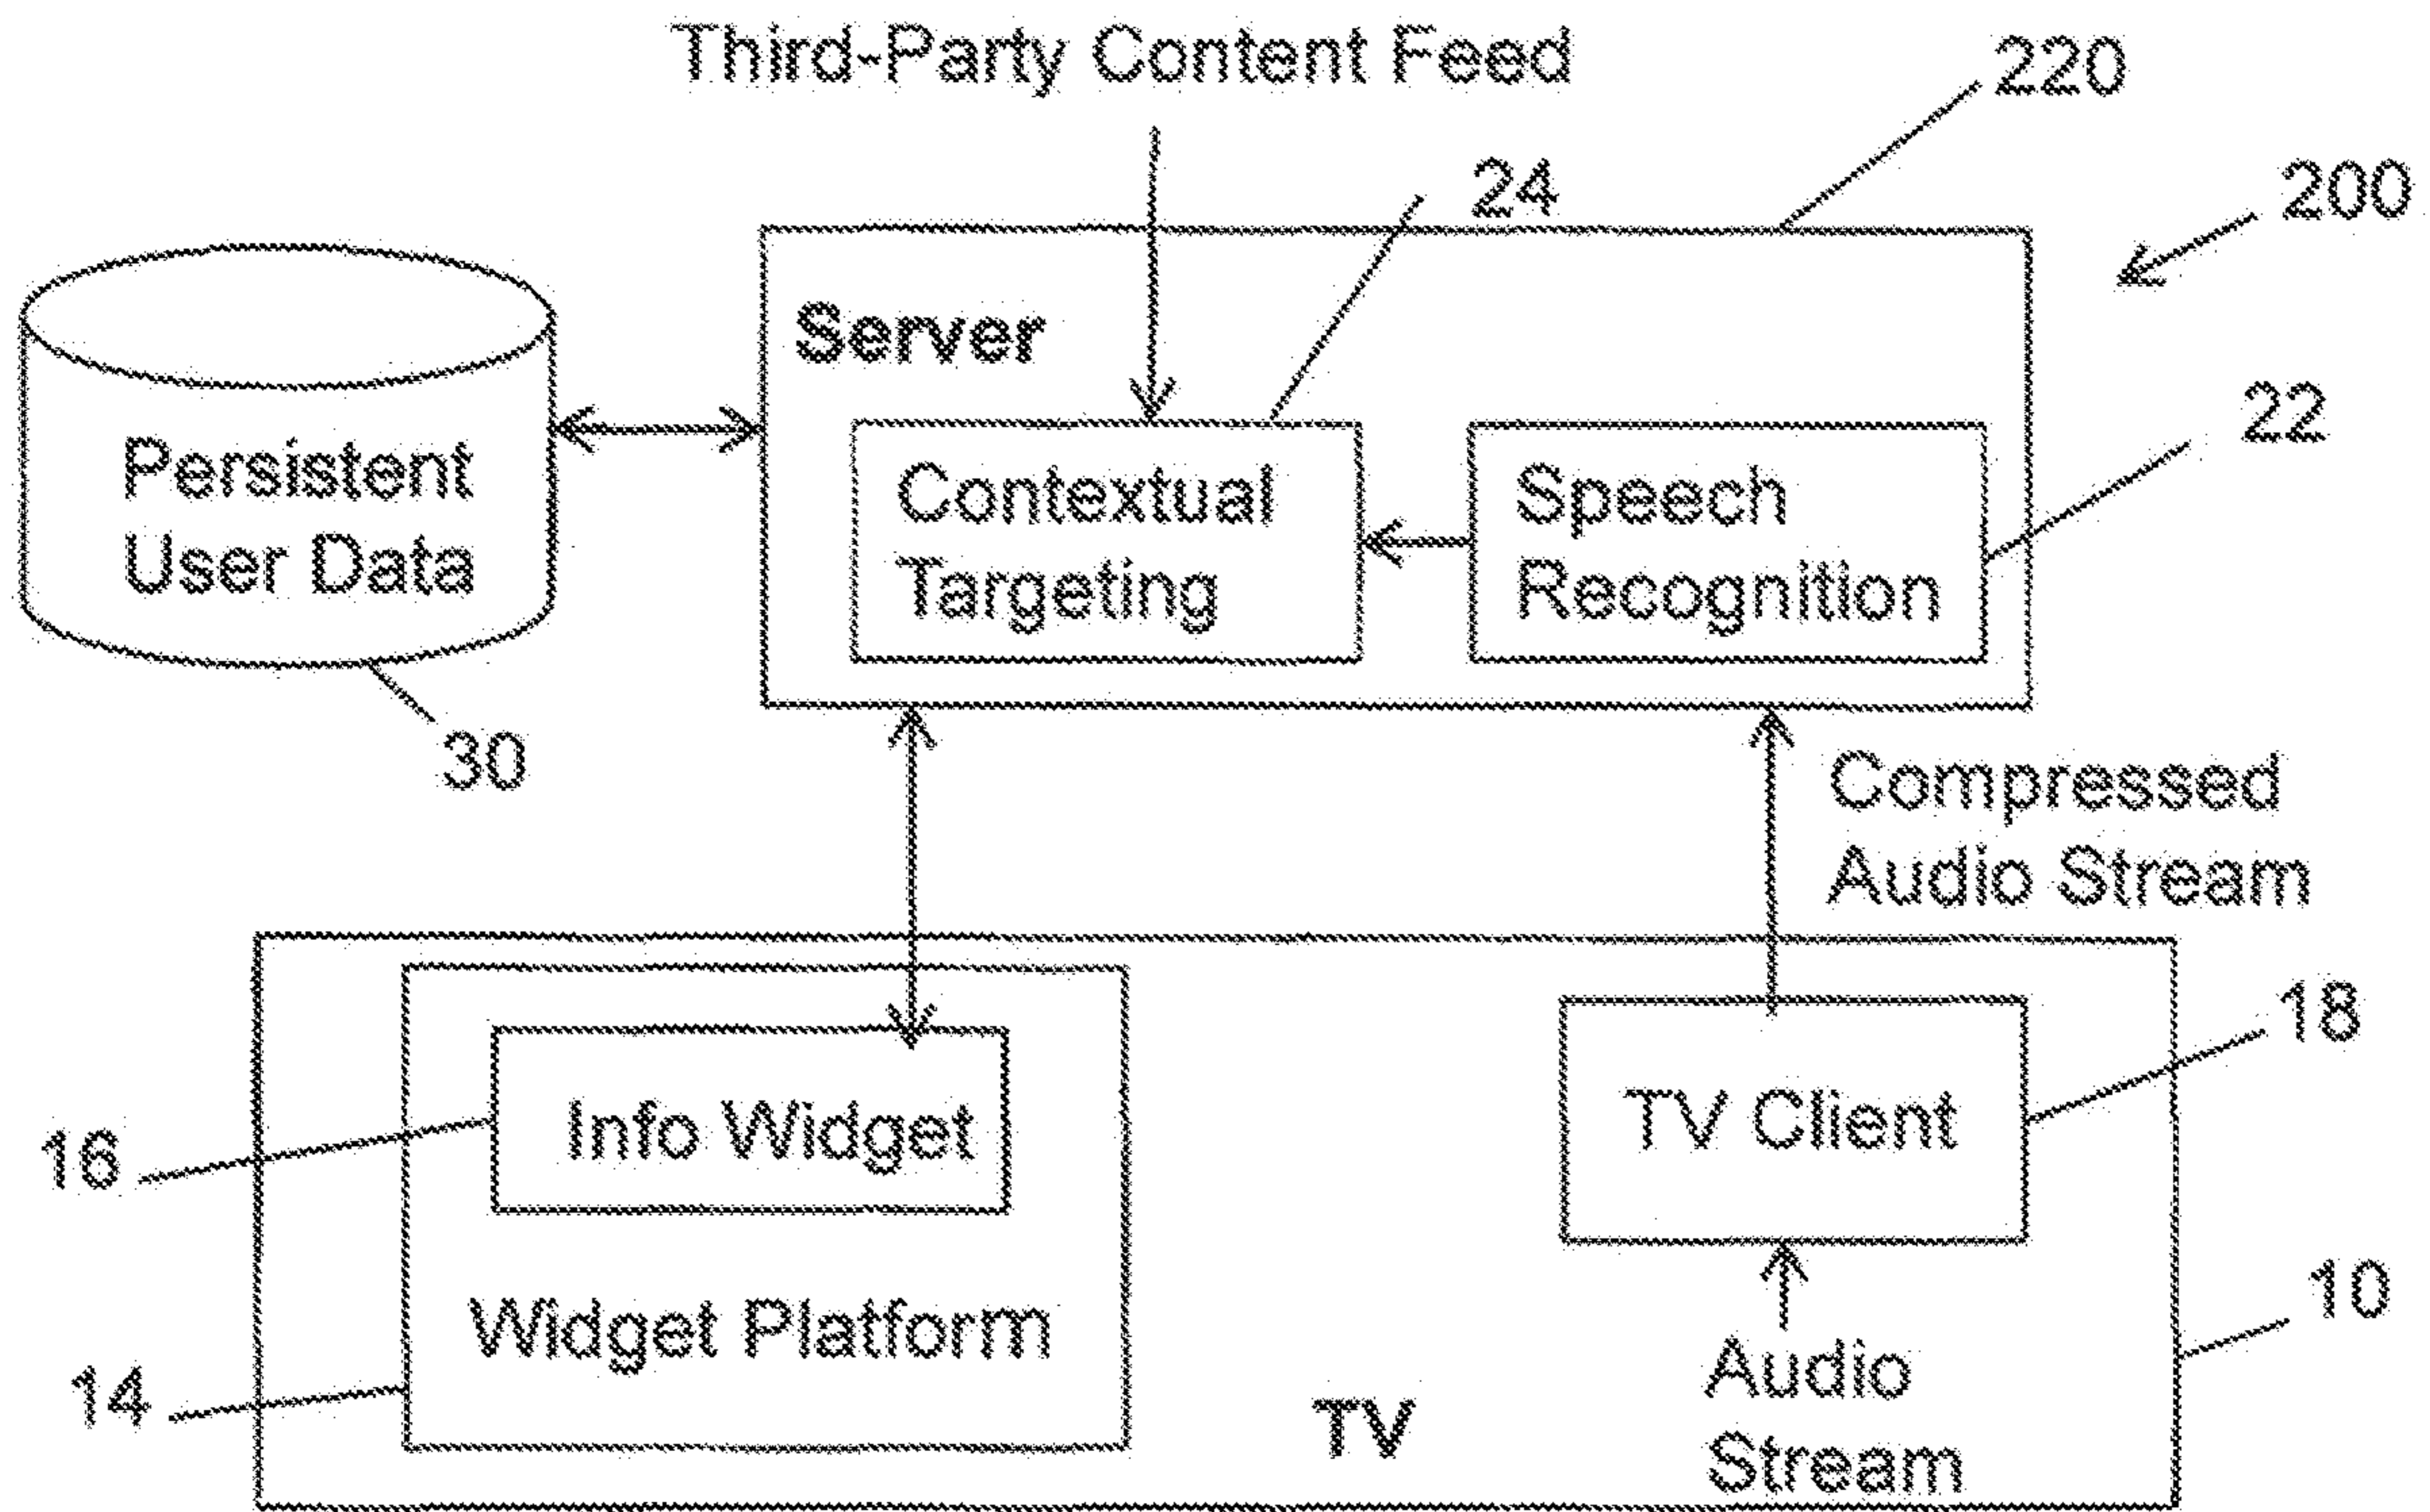 Third-Party Content Feed
220
24
200
Server
22
Persistent
User Data
Contextual
Targeting
Speech
Recognition
30
Compressed
Audio Stream
18
Info Widget
TV Client
16
10
Widget Platform
14
TV
Audio
Stream